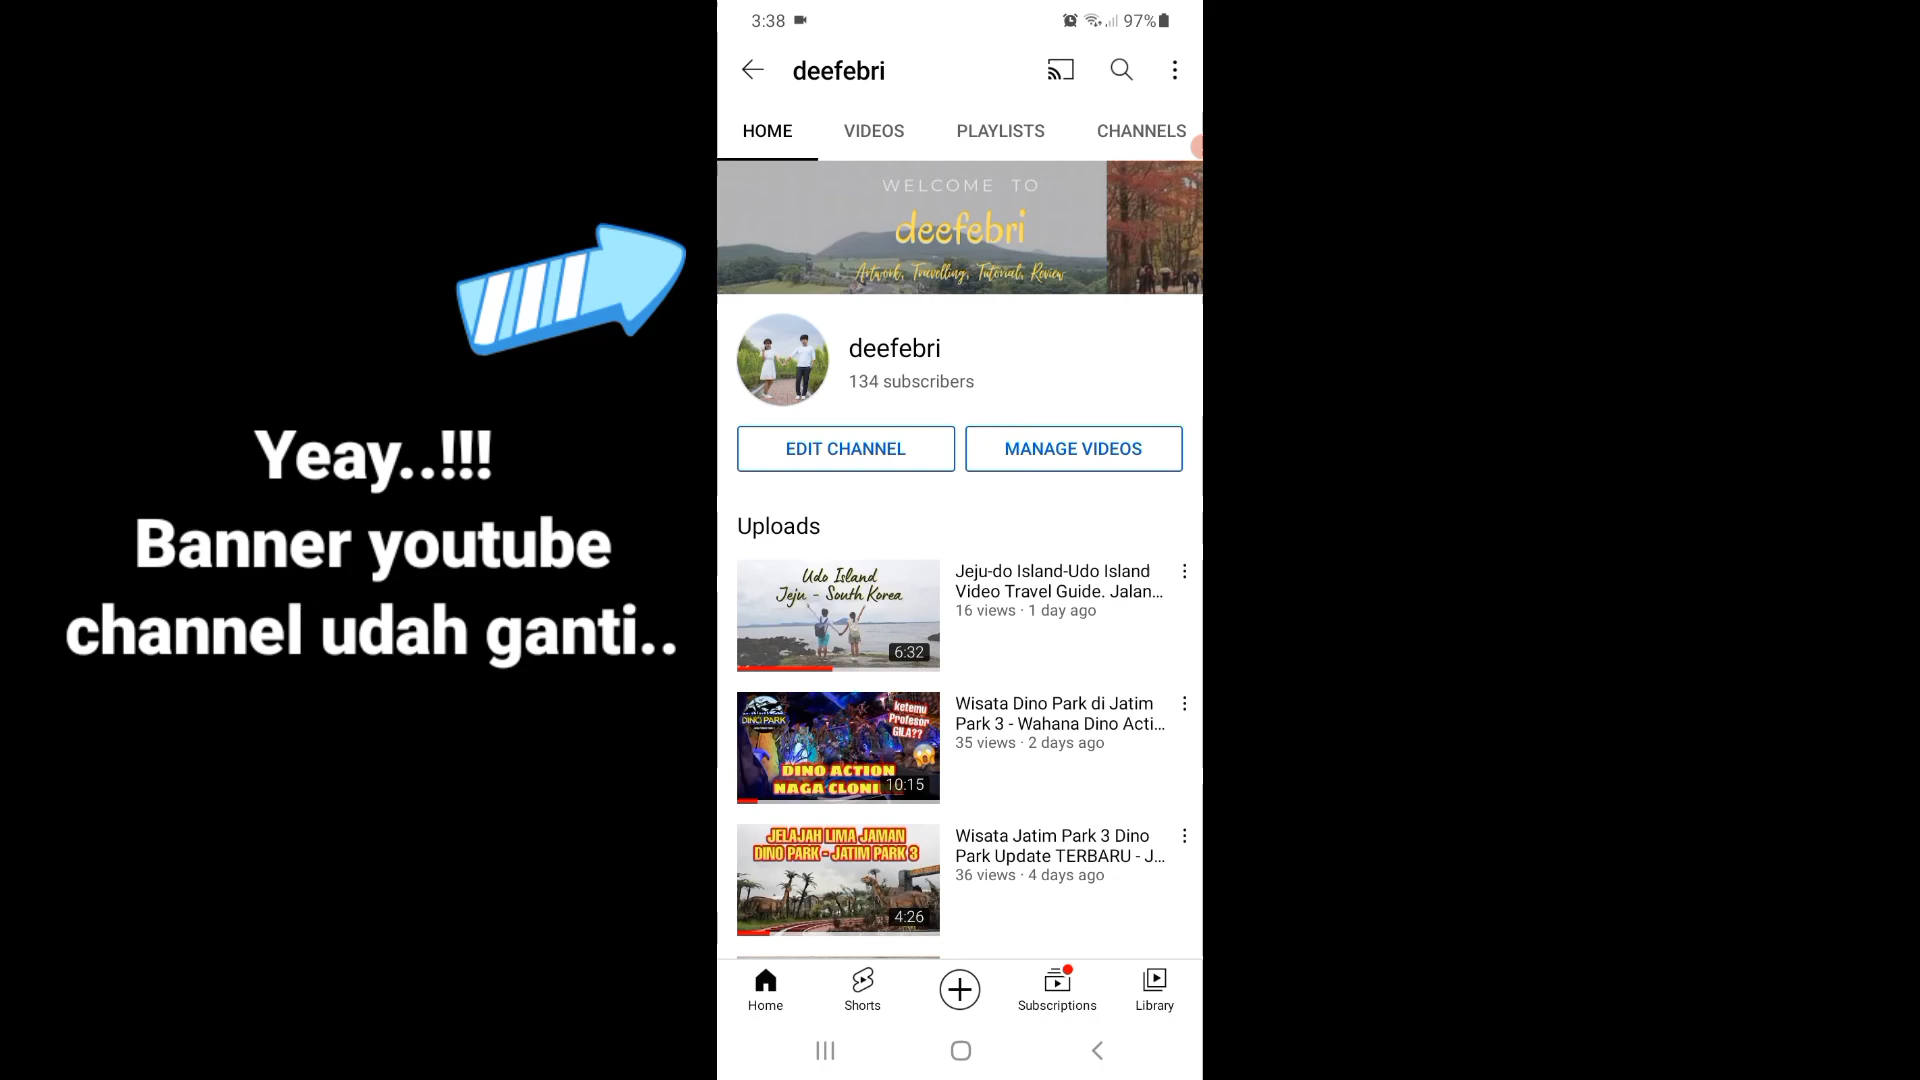 3:38
97%
deefebri
HOME
VIDEOS
PLAYLISTS
CHANNELS
WELCOME TO
deefebri
Artwork, Travelling, Tutorial, Review
deefebri
134 subscribers
EDIT CHANNEL
MANAGE VIDEOS
Yeay..!!!
Banner youtube
channel udah ganti..
Uploads
Udo Island
Jeju - South Korea
6:32
Jeju-do Island-Udo Island
Video Travel Guide. Jalan...
16 views · 1 day ago
DINO PARK
ketemu
Profesor
GILA??
DINO ACTION
NAGA CLONI
10:15
Wisata Dino Park di Jatim
Park 3 - Wahana Dino Acti...
35 views · 2 days ago
JELAJAH LIMA JAMAN
DINO PARK - JATIM PARK 3
4:26
Wisata Jatim Park 3 Dino
Park Update TERBARU - J...
36 views · 4 days ago
Home
Shorts
Subscriptions
Library